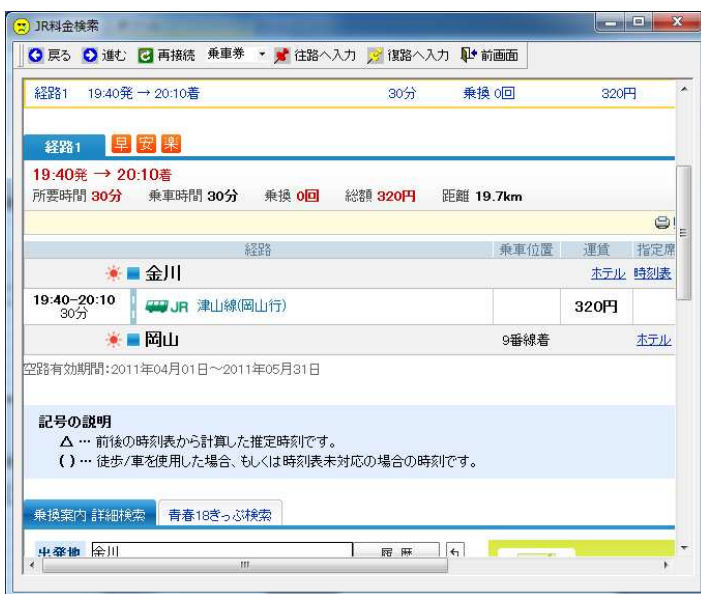 JR料金検索
戻る 進む 再接続 乗車券 往路へ入力 復路へ入力 前画面
経路1 19:40発 → 20:10着 30分 乗換 0回 320円
経路1 早 安 楽
19:40発 → 20:10着
所要時間 30分 乗車時間 30分 乗換 0回 総額 320円 距離 19.7km
経路 乗車位置 運賃 指定席
金川 ホテル 時刻表
19:40-20:10 JR 津山線(岡山行) 320円
30分
岡山 9番線着 ホテル
空路有効期間:2011年04月01日～2011年05月31日
記号の説明
△ … 前後の時刻表から計算した推定時刻です。
( ) … 徒歩/車を使用した場合、もしくは時刻表未対応の場合の時刻です。
乗換案内 詳細検索 青春18きっぷ検索
出発地 金川 履歴